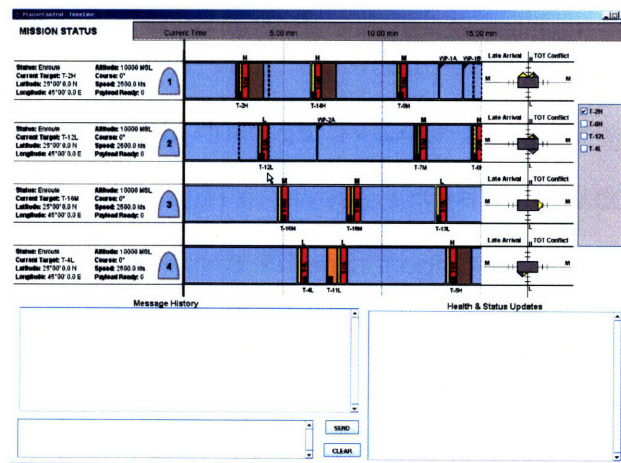 MasterControl TimeLine
MISSION STATUS
Current Time
5:00 min
10:00 min
15:00 min
Late Arrival TOT Conflict
H H M WP-1A WP-1B
Status: Enroute
Current Target: T-2H
Latitude: 25°00'0.0 N
Longitude: 45°00'0.0 E
Altitude: 10000 MSL
Course: 0°
Speed: 2500.0 kts
Payload Ready: 0
1
M H M
L
T-2H T-14H T-9M
T-2H
T-8H
T-12L
T-4L
L WP-2A M H
Status: Enroute
Current Target: T-12L
Latitude: 25°00'0.0 N
Longitude: 45°00'0.0 E
Altitude: 10000 MSL
Course: 0°
Speed: 2500.0 kts
Payload Ready: 0
2
Late Arrival H TOT Conflict
M M
L
T-12L T-7M
M M L
Status: Enroute
Current Target: T-16M
Latitude: 25°00'0.0 N
Longitude: 45°00'0.0 E
Altitude: 10000 MSL
Course: 0°
Speed: 2500.0 kts
Payload Ready: 0
3
Late Arrival H TOT Conflict
M M
L
T-16M T-18M T-13L
L L H
Status: Enroute
Current Target: T-4L
Latitude: 25°00'0.0 N
Longitude: 45°00'0.0 E
Altitude: 10000 MSL
Course: 0°
Speed: 2500.0 kts
Payload Ready: 0
4
Late Arrival H TOT Conflict
M M
L
T-4L T-11L T-5H
Message History
Health & Status Updates
SEND
CLEAR